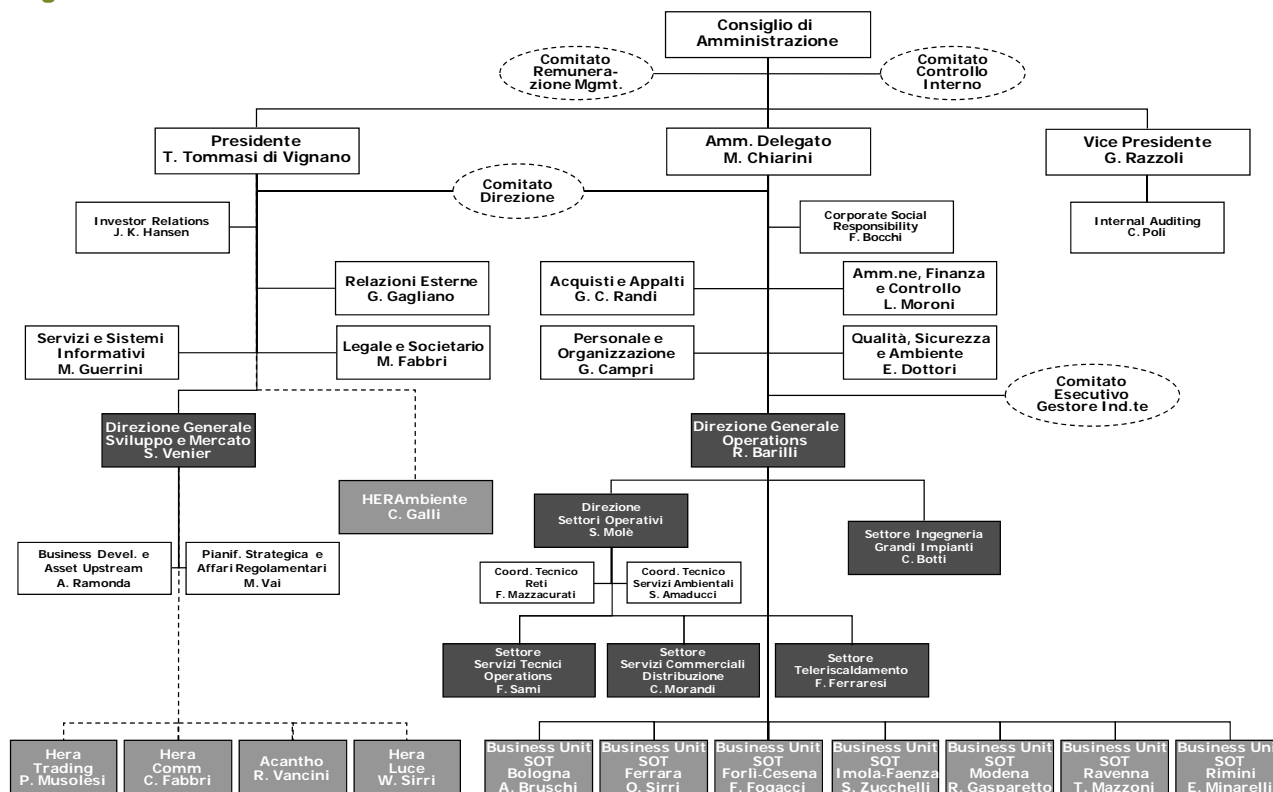 Consiglio di
Amministrazione
Comitato
Remunera-
zione Mgmt.
Comitato
Controllo
Interno
Presidente
T. Tommasi di Vignano
Amm. Delegato
M. Chiarini
Vice Presidente
G. Razzoli
Comitato
Direzione
Investor Relations
J. K. Hansen
Corporate Social
Responsibility
F. Bocchi
Internal Auditing
C. Poli
Relazioni Esterne
G. Gagliano
Acquisti e Appalti
G. C. Randi
Amm.ne, Finanza
e Controllo
L. Moroni
Servizi e Sistemi
Informativi
M. Guerrini
Legale e Societario
M. Fabbri
Personale e
Organizzazione
G. Campri
Qualità, Sicurezza
e Ambiente
E. Dottori
Comitato
Esecutivo
Gestore Ind.te
Direzione Generale
Sviluppo e Mercato
S. Venier
Direzione Generale
Operations
R. Barilli
HERAmbiente
C. Galli
Direzione
Settori Operativi
S. Molè
Settore Ingegneria
Grandi Impianti
C. Botti
Business Devel. e
Asset Upstream
A. Ramonda
Pianif. Strategica e
Affari Regolamentari
M. Vai
Coord. Tecnico
Reti
F. Mazzacurati
Coord. Tecnico
Servizi Ambientali
S. Amaducci
Settore
Servizi Tecnici
Operations
F. Sami
Settore
Servizi Commerciali
Distribuzione
C. Morandi
Settore
Teleriscaldamento
F. Ferraresi
Hera
Trading
P. Musolesi
Hera
Comm
C. Fabbri
Acantho
R. Vancini
Hera
Luce
W. Sirri
Business Unit
SOT
Bologna
A. Bruschi
Business Unit
SOT
Ferrara
O. Sirri
Business Unit
SOT
Forlì-Cesena
F. Fogacci
Business Unit
SOT
Imola-Faenza
S. Zucchelli
Business Unit
SOT
Modena
R. Gasparetto
Business Unit
SOT
Ravenna
T. Mazzoni
Business Unit
SOT
Rimini
E. Minarelli